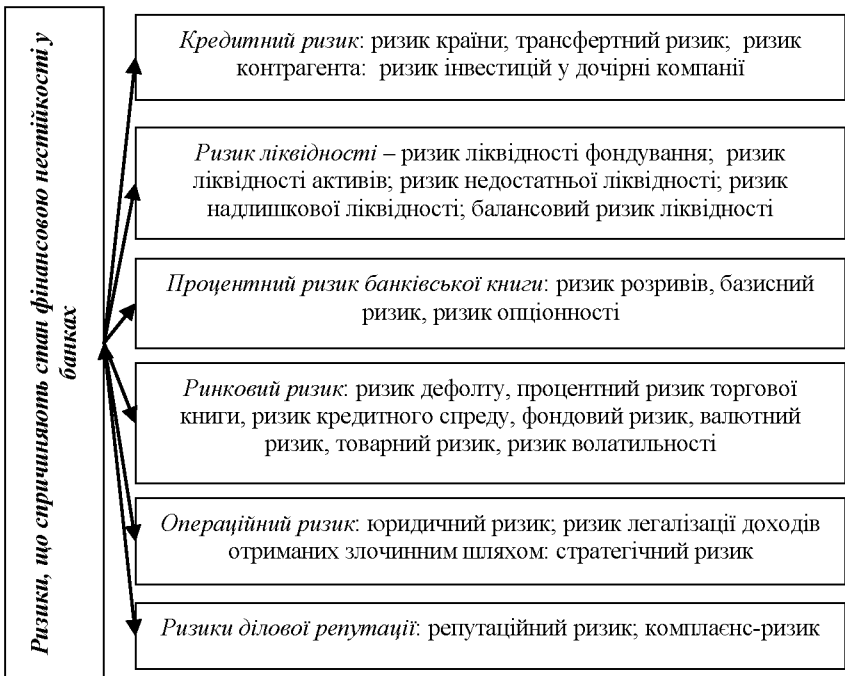 Ризики, що спричиняють стан фінансовою нестійкості у
банках
Кредитний ризик: ризик країни; трансфертний ризик; ризик
контрагента: ризик інвестицій у дочірні компанії
Ризик ліквідності – ризик ліквідності фондування; ризик
ліквідності активів; ризик недостатньої ліквідності; ризик
надлишкової ліквідності; балансовий ризик ліквідності
Процентний ризик банківської книги: ризик розривів, базисний
ризик, ризик опціонності
Ринковий ризик: ризик дефолту, процентний ризик торгової
книги, ризик кредитного спреду, фондовий ризик, валютний
ризик, товарний ризик, ризик волатильності
Операційний ризик: юридичний ризик; ризик легалізації доходів
отриманих злочинним шляхом: стратегічний ризик
Ризики ділової репутації: репутаційний ризик; комплаєнс-ризик